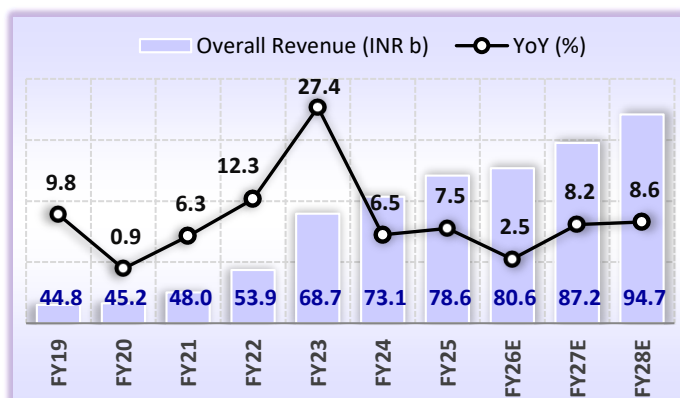 Overall Revenue (INR b) YoY (%)
27.4
12.3
9.8
8.2 8.6
6.3 6.5 7.5
0.9 2.5
44.8 45.2 48.0 53.9 68.7 73.1 78.6 80.6 87.2 94.7
FY19 FY20 FY21 FY22 FY23 FY24 FY25 FY26E FY27E FY28E